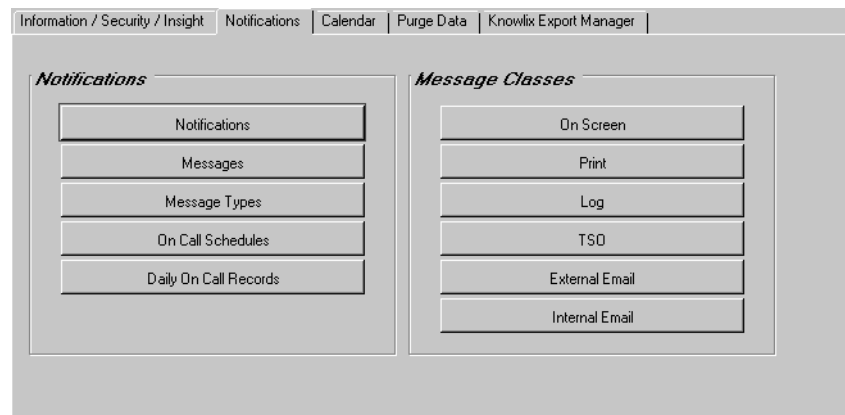 Information / Security / Insight Notifications Calendar Purge Data Knowlix Export Manager
Notifications
Notifications
Messages
Message Types
On Call Schedules
Daily On Call Records
Message Classes
On Screen
Print
Log
TSO
External Email
Internal Email